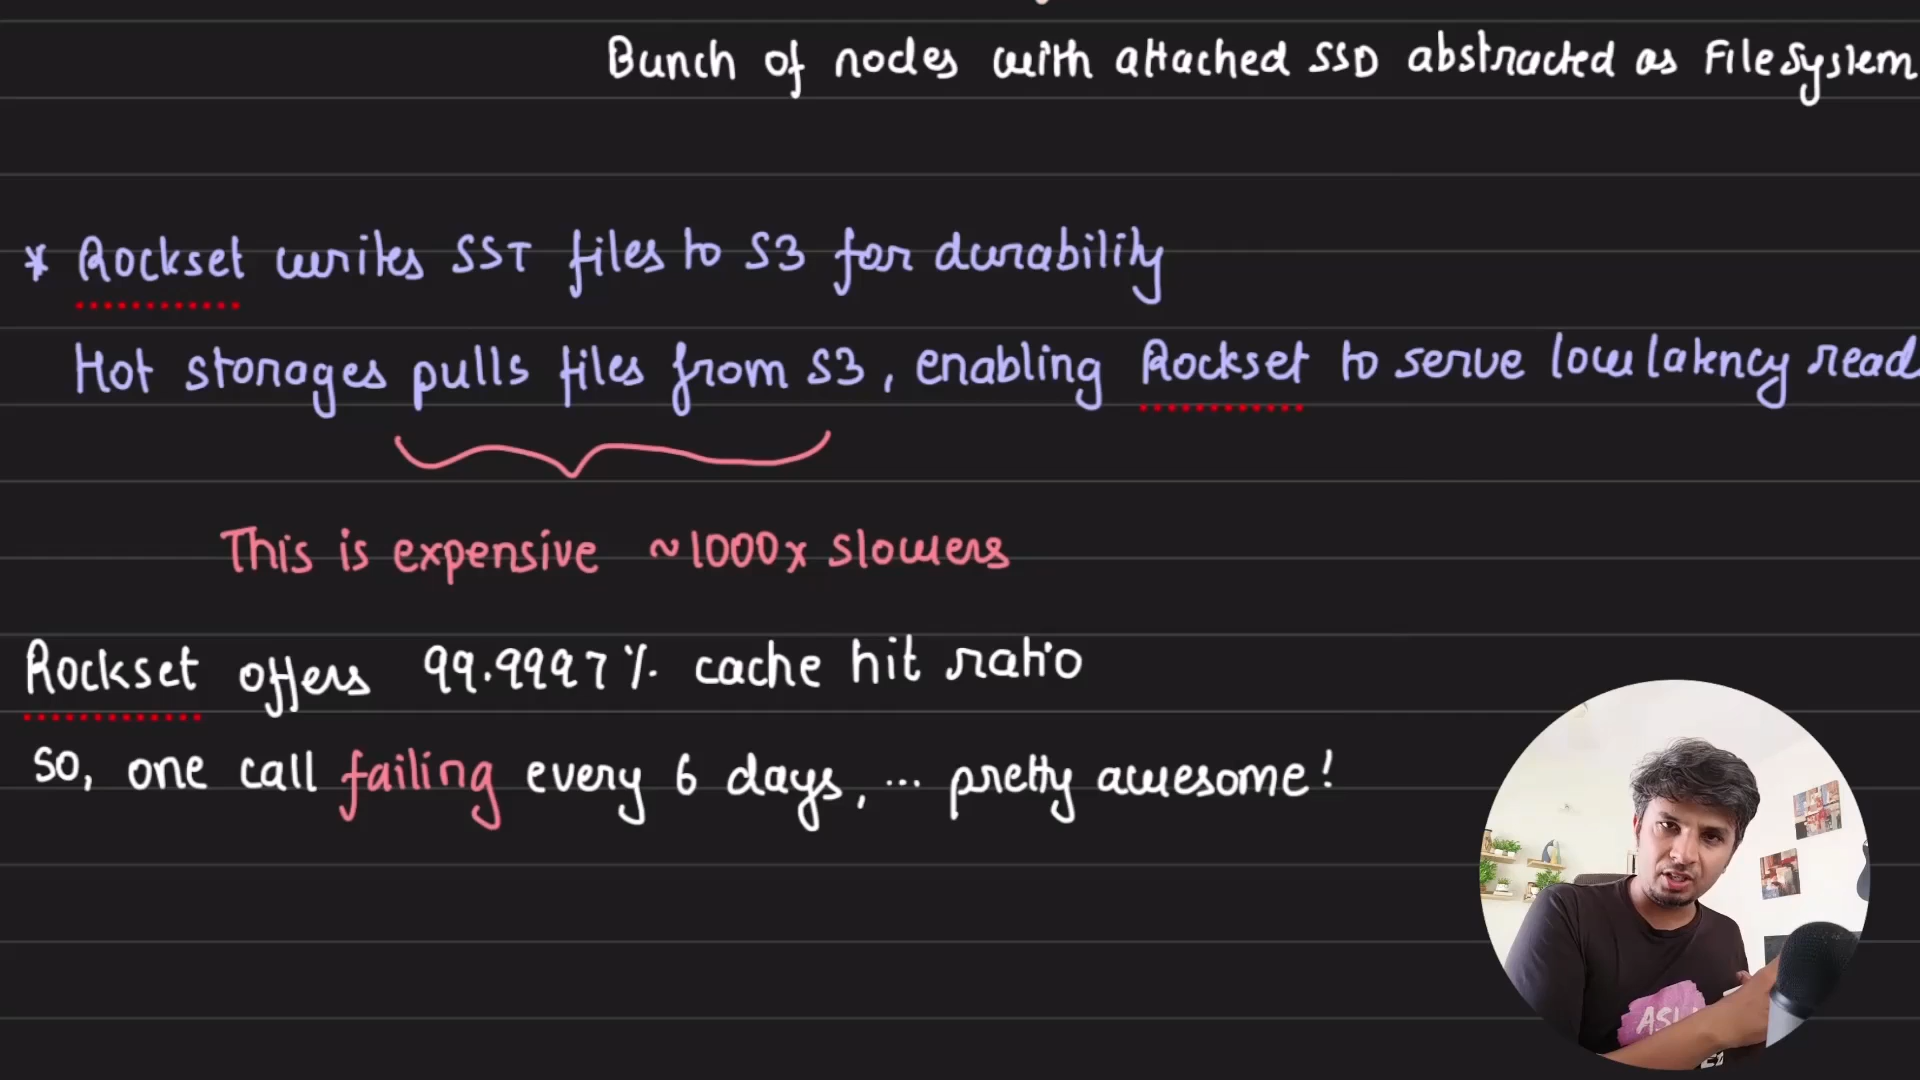 Bunch of nodes with attached SSD abstracted as FileSystem
* Rockset writes SST files to S3 for durability
Hot storages pulls files from S3, enabling Rockset to serve low latency read
This is expensive ~1000x slower
Rockset offers 99.9997% cache hit ratio
so, one call failing every 6 days, ... pretty awesome!